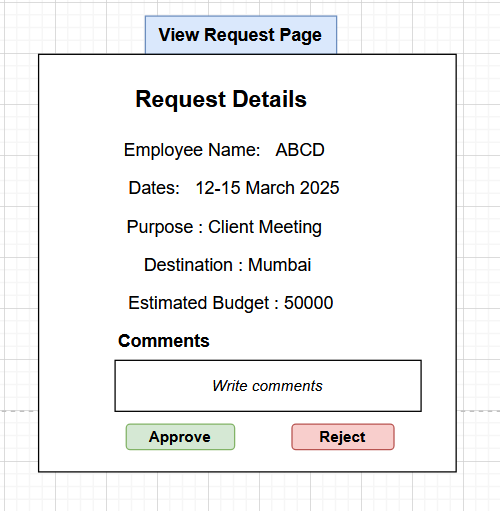 View Request Page
Request Details
Employee Name: ABCD
Dates: 12-15 March 2025
Purpose : Client Meeting
Destination : Mumbai
Estimated Budget : 50000
Comments
Write comments
Approve Reject